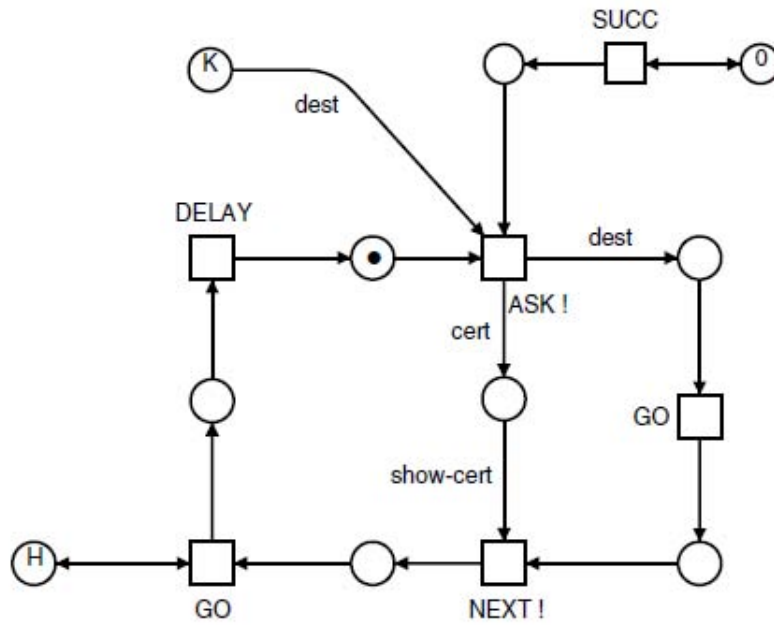 SUCC
K
0
dest
DELAY
dest
ASK !
cert
GO
show-cert
H
GO
NEXT !